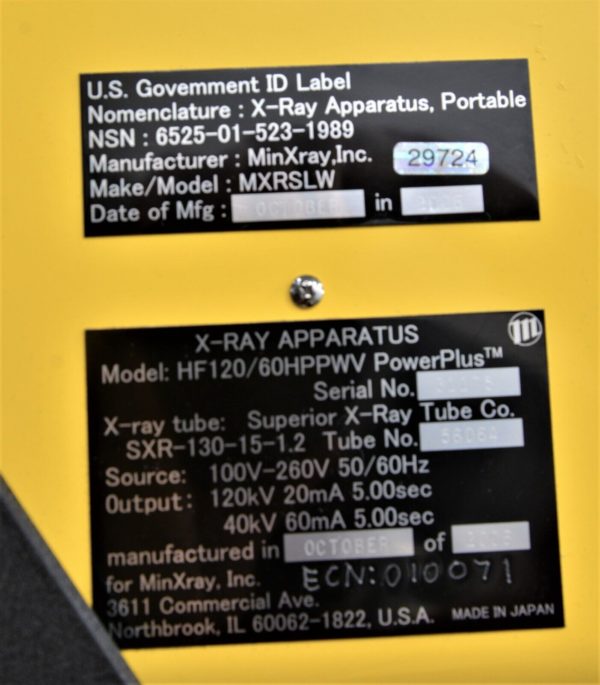 U.S. Government ID Label
Nomenclature : X-Ray Apparatus, Portable
NSN : 6525-01-523-1989
Manufacturer : MinXray,Inc. 29724
Make/Model : MXRSLW
Date of Mfg : OCTOBER in
X-RAY APPARATUS
Model: HF120/60HPPWV PowerPlus™
Serial No.
X-ray tube: Superior X-Ray Tube Co.
SXR-130-15-1.2 Tube No.
Source: 100V-260V 50/60Hz
Output: 120kV 20mA 5.00sec
40kV 60mA 5.00sec
manufactured in OCTOBER of
for MinXray, Inc. ECN:010071
3611 Commercial Ave.
Northbrook, IL 60062-1822, U.S.A. MADE IN JAPAN